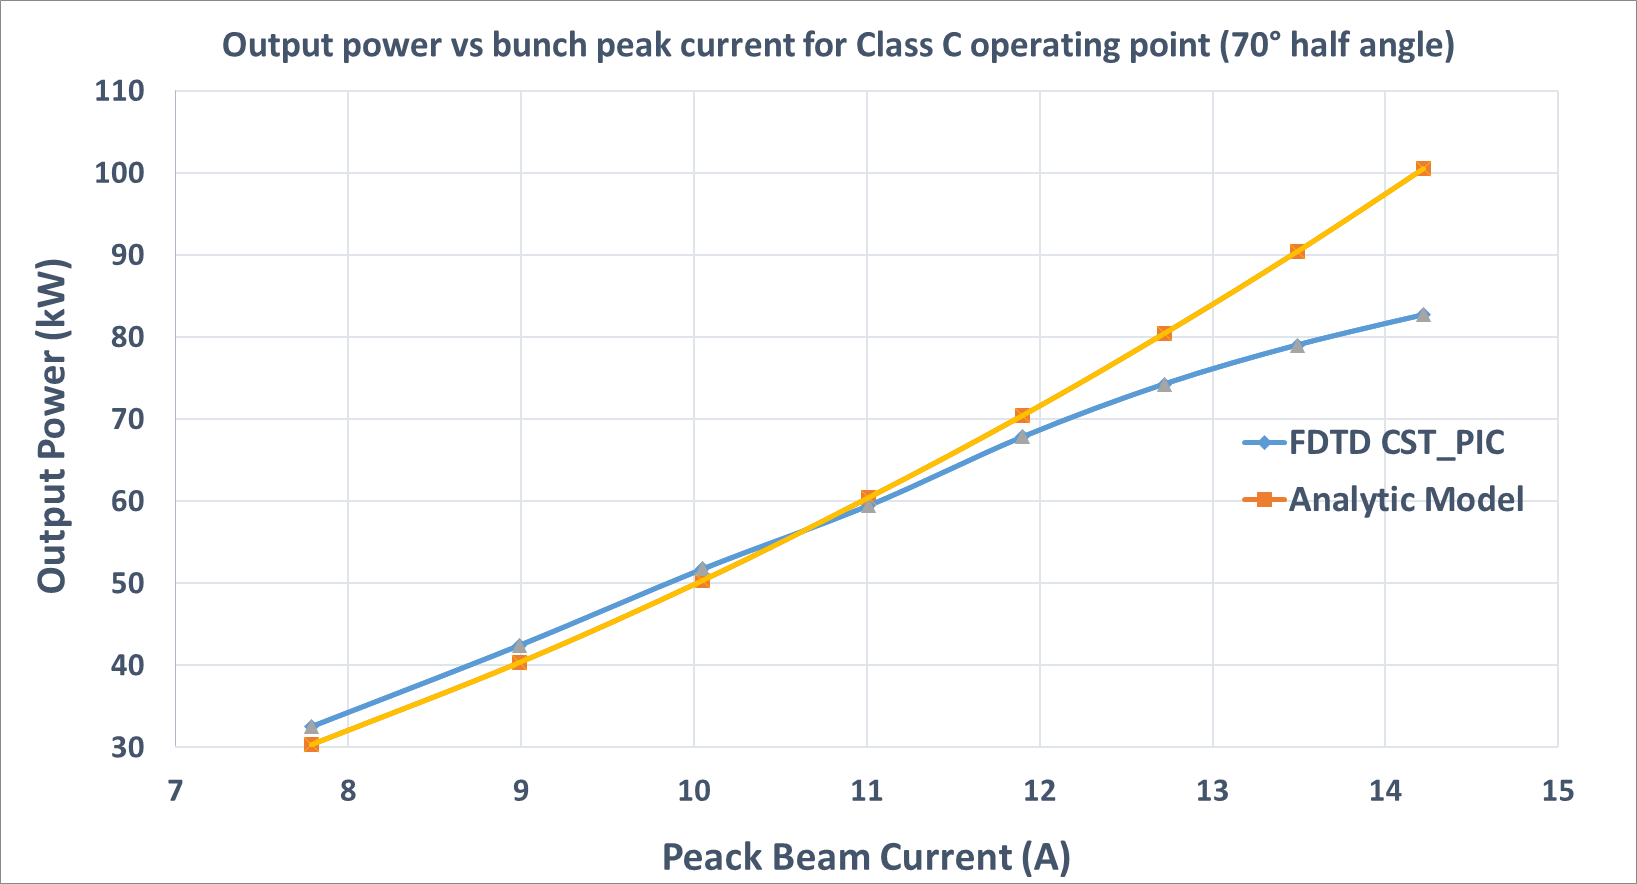 Output power vs bunch peak current for Class C operating point (70° half angle)
110
100
90
80
70
60
50
40
30
Output Power (kW)
FDTD CST_PIC
Analytic Model
7 8 9 10 11 12 13 14 15
Peack Beam Current (A)